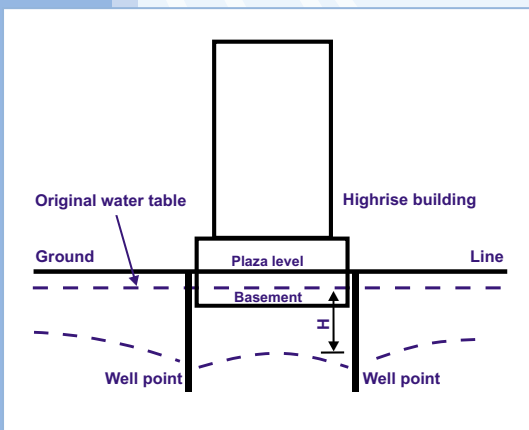 Original water table
Highrise building
Ground
Plaza level
Line
Basement
H
Well point
Well point